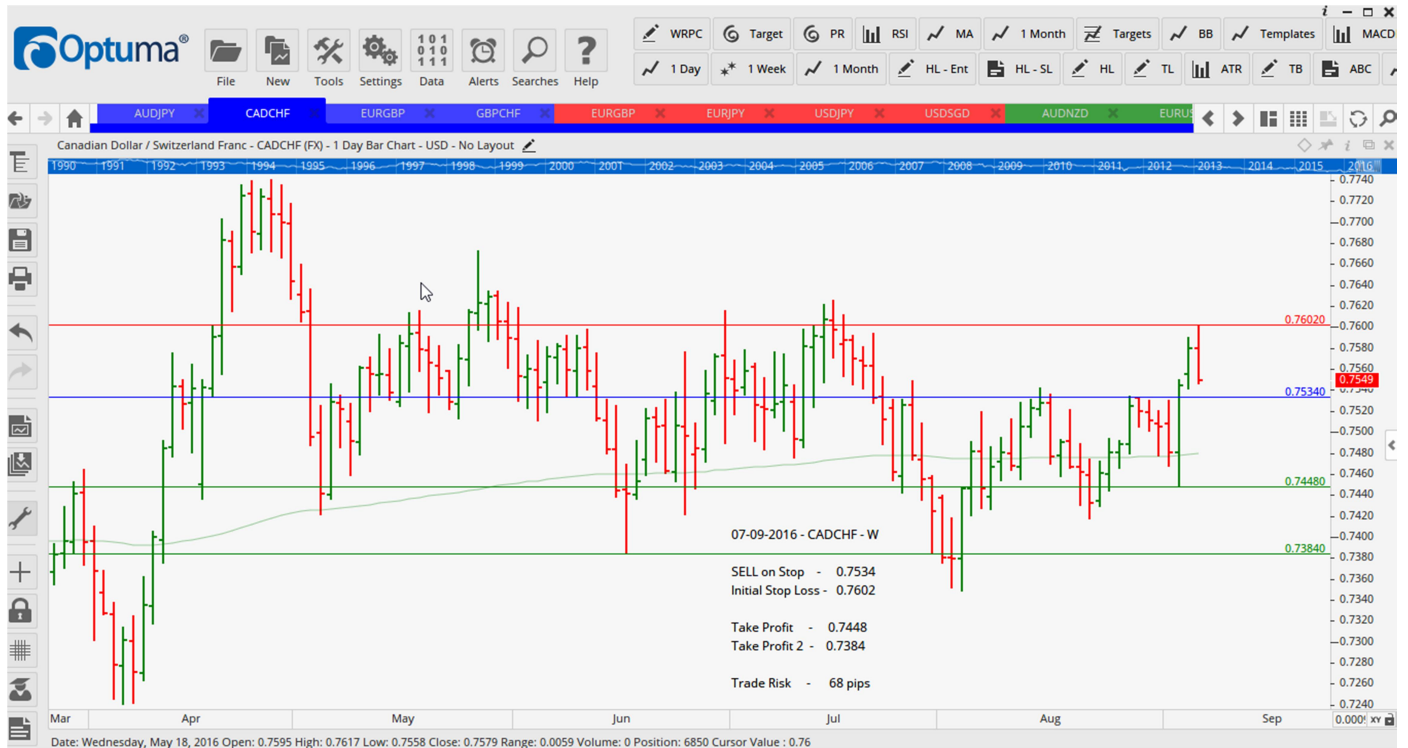 i
Optuma®
File New Tools Settings Data Alerts Searches Help
WRPC Target PR RSI MA 1 Month Targets BB Templates MACD
1 Day 1 Week 1 Month HL - Ent HL - SL HL TL ATR TB ABC
AUDJPY CADCHF EURGBP GBPCHF EURGBP EURJPY USDJPY USDSGD AUDNZD EURUS
Canadian Dollar / Switzerland Franc - CADCHF (FX) - 1 Day Bar Chart - USD - No Layout
1990 1991 1992 1993 1994 1995 1996 1997 1998 1999 2000 2001 2002 2003 2004 2005 2006 2007 2008 2009 2010 2011 2012 2013 2014 2015 2016
0.7740
0.7720
0.7700
0.7680
0.7660
0.7640
0.7620
0.76020
0.7600
0.7580
0.7560
0.7549
0.7540
0.75340
0.7520
0.7500
0.7480
0.7460
0.74480
0.7440
0.7420
07-09-2016 - CADCHF - W
0.7400
0.73840
0.7380
SELL on Stop - 0.7534
0.7360
Initial Stop Loss - 0.7602
0.7340
Take Profit - 0.7448
0.7320
Take Profit 2 - 0.7384
0.7300
0.7280
Trade Risk - 68 pips
0.7260
0.7240
Mar Apr May Jun Jul Aug Sep 0.000 XY
Date: Wednesday, May 18, 2016 Open: 0.7595 High: 0.7617 Low: 0.7558 Close: 0.7579 Range: 0.0059 Volume: 0 Position: 6850 Cursor Value : 0.76